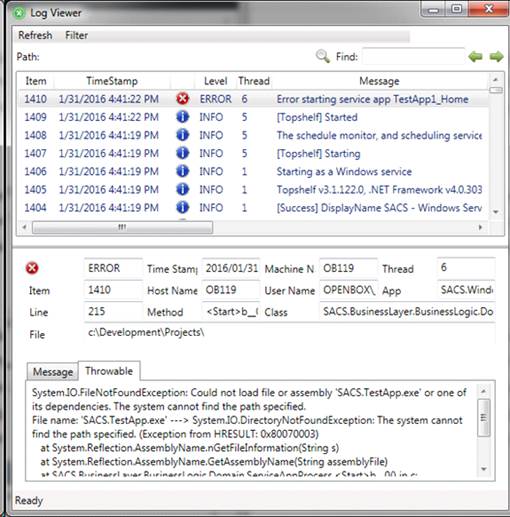 Log Viewer
Refresh Filter
Path: Find:
Item TimeStamp Level Thread Message
1410 1/31/2016 4:41:22 PM ERROR 6 Error starting service app TestApp1_Home
1409 1/31/2016 4:41:22 PM INFO 5 [Topshelf] Started
1408 1/31/2016 4:41:19 PM INFO 5 The schedule monitor, and scheduling service
1407 1/31/2016 4:41:19 PM INFO 5 [Topshelf] Starting
1406 1/31/2016 4:41:19 PM INFO 1 Starting as a Windows service
1405 1/31/2016 4:41:19 PM INFO 1 Topshelf v3.1.122.0, .NET Framework v4.0.303
1404 1/31/2016 4:41:19 PM INFO 1 [Success] DisplayName SACS - Windows Serv
ERROR Time Stamp 2016/01/31 Machine N OB119 Thread 6
Item 1410 Host Name OB119 User Name OPENBOX\ App SACS.Wind
Line 215 Method <Start>b__0 Class SACS.BusinessLayer.BusinessLogic.Do
File c:\Development\Projects\
Message Throwable
System.IO.FileNotFoundException: Could not load file or assembly 'SACS.TestApp.exe' or one of
its dependencies. The system cannot find the path specified.
File name: 'SACS.TestApp.exe' ---> System.IO.DirectoryNotFoundException: The system cannot
find the path specified. (Exception from HRESULT: 0x80070003)
at System.Reflection.AssemblyName.nGetFileInformation(String s)
at System.Reflection.AssemblyName.GetAssemblyName(String assemblyFile)
at SACS.BusinessLayer.BusinessLogic.Domain.ServiceAppProcess.<Start>b__00 in c:
Ready